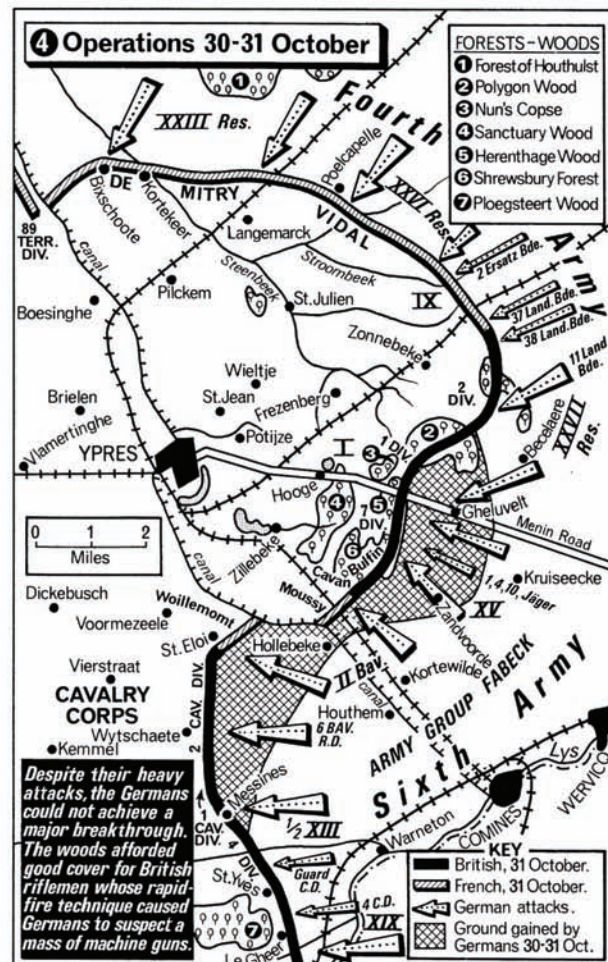 4 Operations 30-31 October
FORESTS-WOODS
1 Forest of Houthulst
2 Polygon Wood
3 Nun's Copse
4 Sanctuary Wood
5 Herenthage Wood
6 Shrewsbury Forest
7 Ploegsteert Wood
1
XXIII Res.
Fourth Army
Poelcapelle
DE MITRY
Bixschoote
Kortekeer
VIDAL
XXVI Res.
89
TERR.
DIV.
canal
Langemarck
2 Ersatz Bde.
Steenbeek
Stroombeek
Pilckem
St.Julien
IX
37 Land. Bde.
38 Land. Bde.
Boesinghe
Zonnebeke
11 Land
Bde.
Wieltje
2
DIV.
Brielen
St.Jean
Frezenberg
XXVII
Res.
Vlamertinghe
Potijze
I
1 DIV.
2
Becelaere
YPRES
3
Hooge
4
5
Gheluvelt
7
DIV.
Menin Road
0 1 2
Miles
Zillebeke
6
Bulfin
Cavan
Kruiseecke
1,4,10, Jäger
canal
Moussy
Dickebusch
Woillemont
Zandvoorde
XV
Voormezeele
St.Eloi
Hollebeke
II Bav.
Kortewilde
Vierstraat
canal
CAVALRY
CORPS
2 CAV. DIV.
Houthem
ARMY GROUP FABECK
Wytschaete
6 BAV.
R.D.
Sixth Army
Kemmel
Lys
WERVICQ
Messines
1
CAV.
DIV.
½ XIII
COMINES
Warneton
4 DIV.
Guard
C.D.
St.Yves
4 C.D.
XIX
7
Le Gheer
Despite their heavy
attacks, the Germans
could not achieve a
major breakthrough.
The woods afforded
good cover for British
riflemen whose rapid-
fire technique caused
Germans to suspect a
mass of machine guns.
KEY
British, 31 October.
French, 31 October.
German attacks.
Ground gained by
Germans 30-31 Oct.